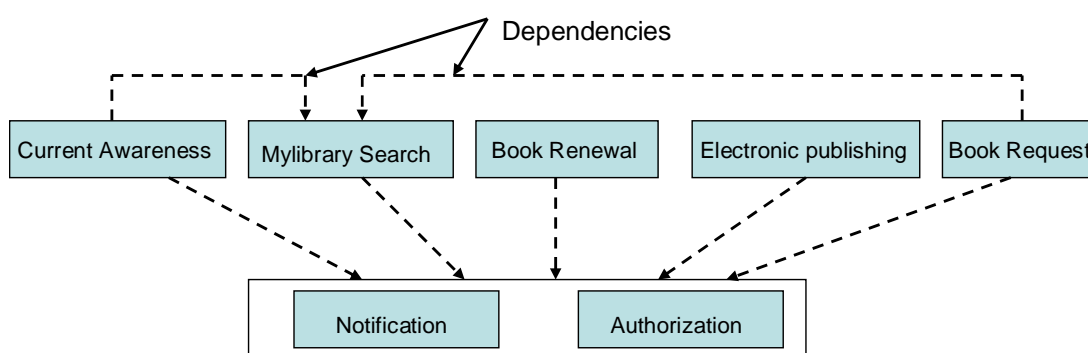 Dependencies
Current Awareness
Mylibrary Search
Book Renewal
Electronic publishing
Book Request
Notification
Authorization